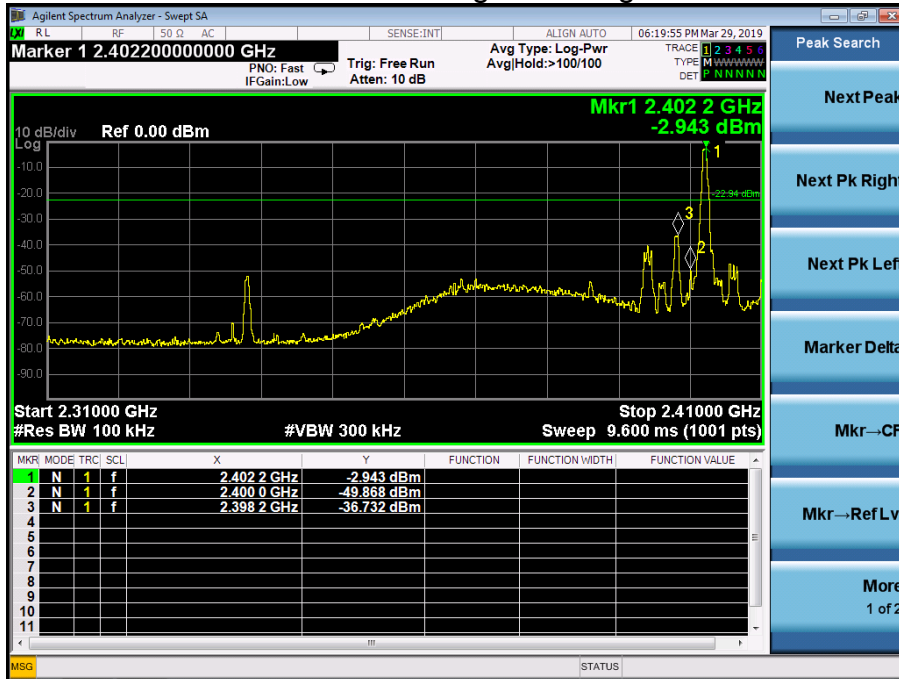 Agilent Spectrum Analyzer - Swept SA
LXI RL RF 50 Ω AC SENSE:INT ALIGN AUTO 06:19:55 PM Mar 29, 2019
Marker 1 2.402200000000 GHz
PNO: Fast
IFGain:Low
Trig: Free Run
Atten: 10 dB
Avg Type: Log-Pwr
Avg|Hold:>100/100
TRACE 1 2 3 4 5 6
TYPE M WWWWW
DET P N N N N N
Peak Search
Next Peak
Next Pk Right
Next Pk Left
Marker Delta
Mkr→CF
Mkr→Ref Lv
More
1 of 2
Mkr1 2.402 2 GHz
-2.943 dBm
10 dB/div Ref 0.00 dBm
Log
-10.0
-20.0
-30.0
-40.0
-50.0
-60.0
-70.0
-80.0
-90.0
1
-22.94 dBm
3
2
Start 2.31000 GHz Stop 2.41000 GHz
#Res BW 100 kHz #VBW 300 kHz Sweep 9.600 ms (1001 pts)
MKR MODE TRC SCL X Y FUNCTION FUNCTION WIDTH FUNCTION VALUE
1 N 1 f 2.402 2 GHz -2.943 dBm
2 N 1 f 2.400 0 GHz -49.868 dBm
3 N 1 f 2.398 2 GHz -36.732 dBm
4
5
6
7
8
9
10
11
MSG STATUS